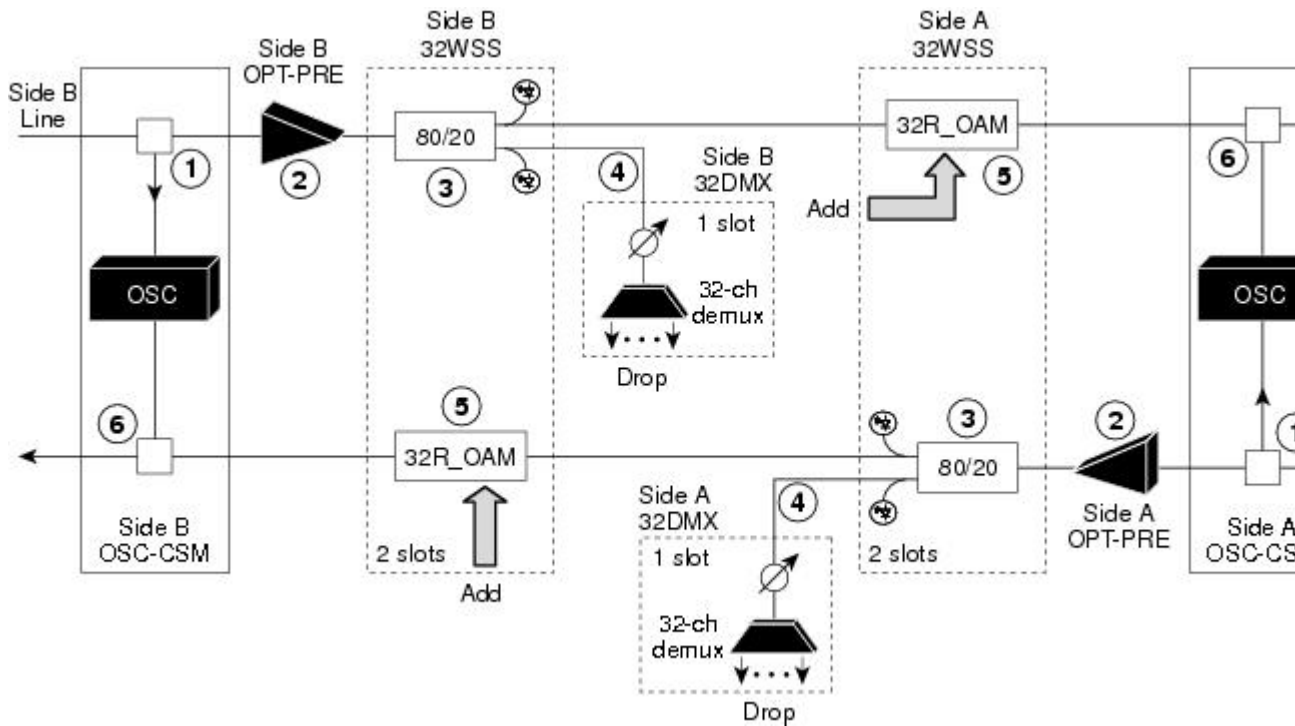 Side B
32WSS
Side A
32WSS
Side B
OPT-PRE
Side B
Line
80/20
32R_OAM
1
2
3
4
Side B
32DMX
5
6
Add
1 slot
OSC
32-ch
demux
OSC
Drop
6
5
3
2
32R_OAM
80/20
4
Side A
32DMX
Side A
OPT-PRE
Side B
OSC-CSM
2 slots
Add
1 slot
2 slots
Side A
32-ch
demux
Drop